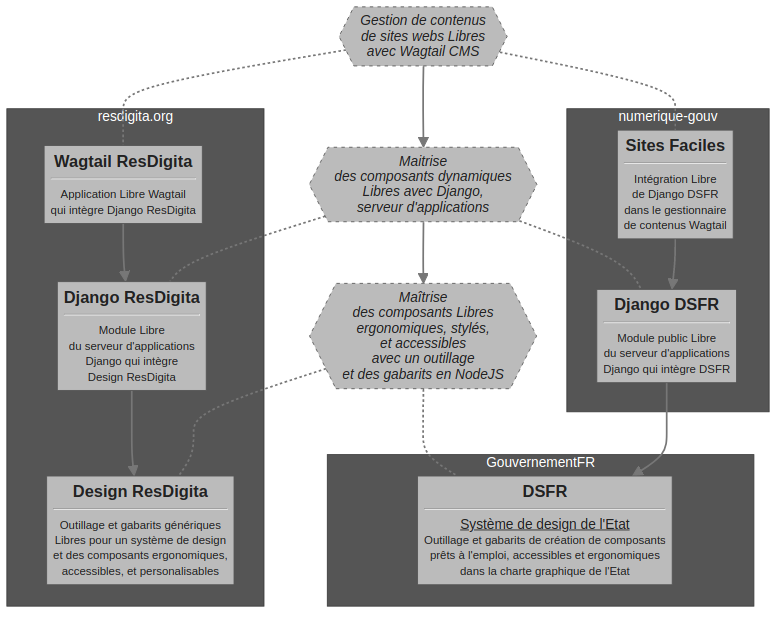 Gestion de contenus
de sites webs Libres
avec Wagtail CMS
resdigita.org
numerique-gouv
Wagtail ResDigita
Application Libre Wagtail
qui intègre Django ResDigita
Maitrise
des composants dynamiques
Libres avec Django,
serveur d'applications
Sites Faciles
Intégration Libre
de Django DSFR
dans le gestionnaire
de contenus Wagtail
Django ResDigita
Module Libre
du serveur d'applications
Django qui intègre
Design ResDigita
Maîtrise
des composants Libres
ergonomiques, stylés,
et accessibles
avec un outillage
et des gabarits en NodeJS
Django DSFR
Module public Libre
du serveur d'applications
Django qui intègre DSFR
GouvernementFR
Design ResDigita
Outillage et gabarits génériques
Libres pour un système de design
et des composants ergonomiques,
accessibles, et personalisables
DSFR
Système de design de l'Etat
Outillage et gabarits de création de composants
prêts à l'emploi, accessibles et ergonomiques
dans la charte graphique de l'Etat